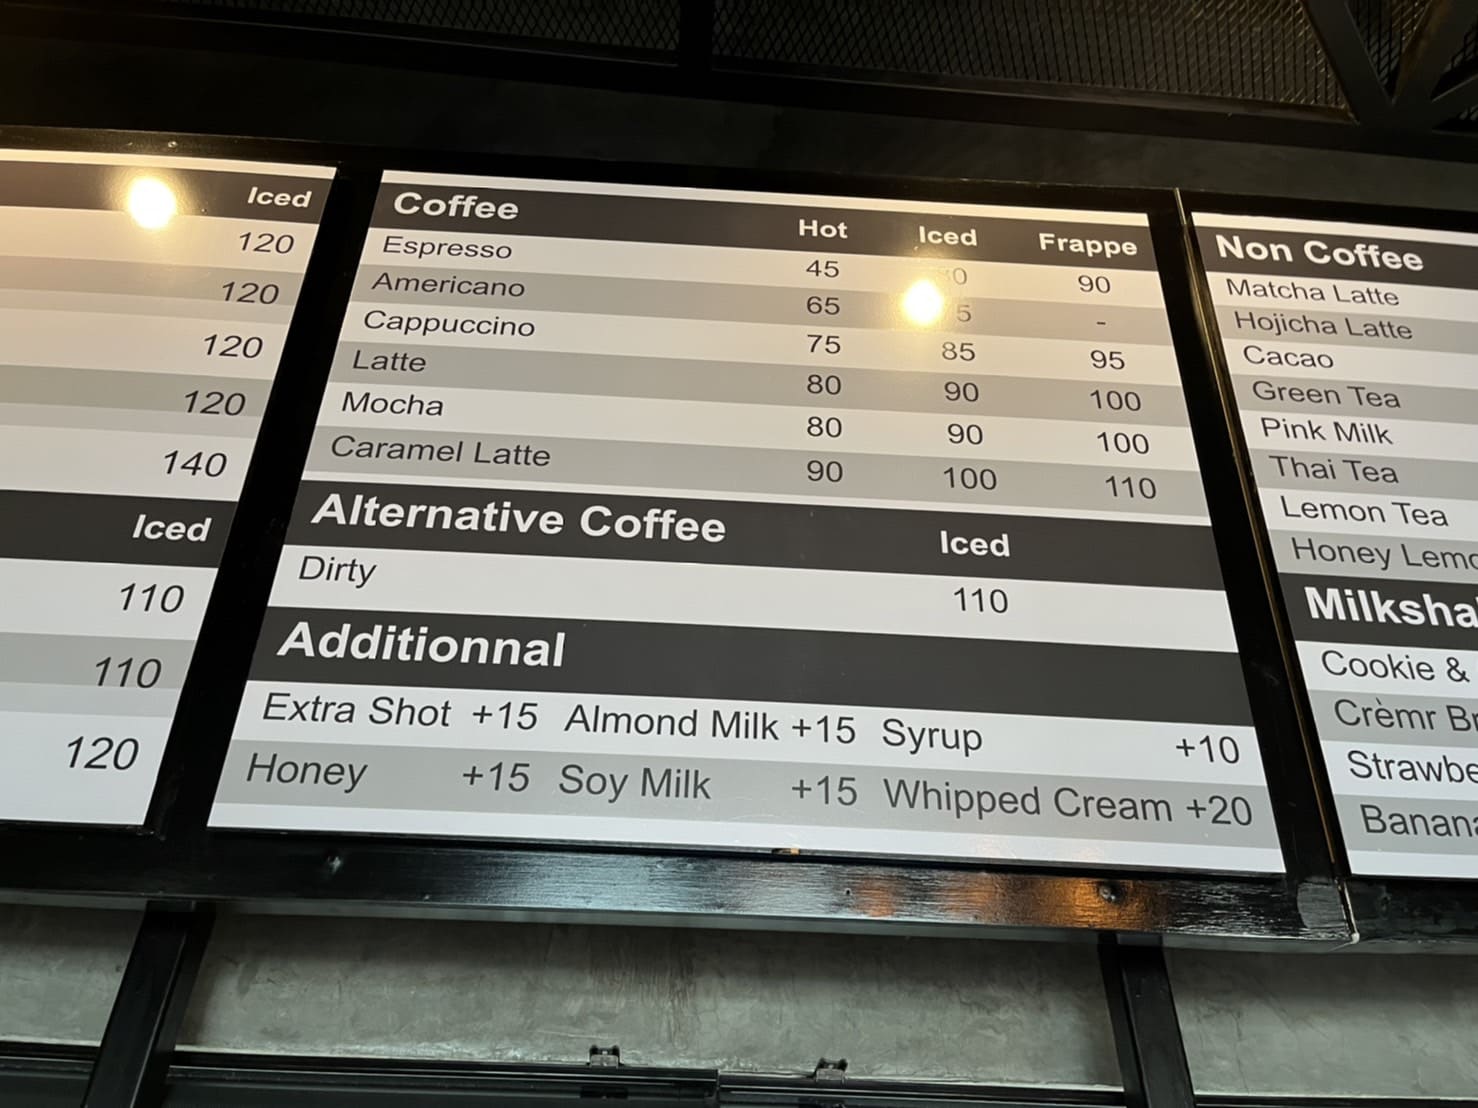 Iced
120
120
120
120
140
Iced
110
110
120
Coffee Hot Iced Frappe
Espresso 45 90
Americano 65 -
Cappuccino 75 85 95
Latte 80 90 100
Mocha 80 90 100
Caramel Latte 90 100 110
Alternative Coffee Iced
Dirty 110
Additionnal
Extra Shot +15 Almond Milk +15 Syrup +10
Honey +15 Soy Milk +15 Whipped Cream +20
Non Coffee
Matcha Latte
Hojicha Latte
Cacao
Green Tea
Pink Milk
Thai Tea
Lemon Tea
Honey
Cookie &
Crèmr